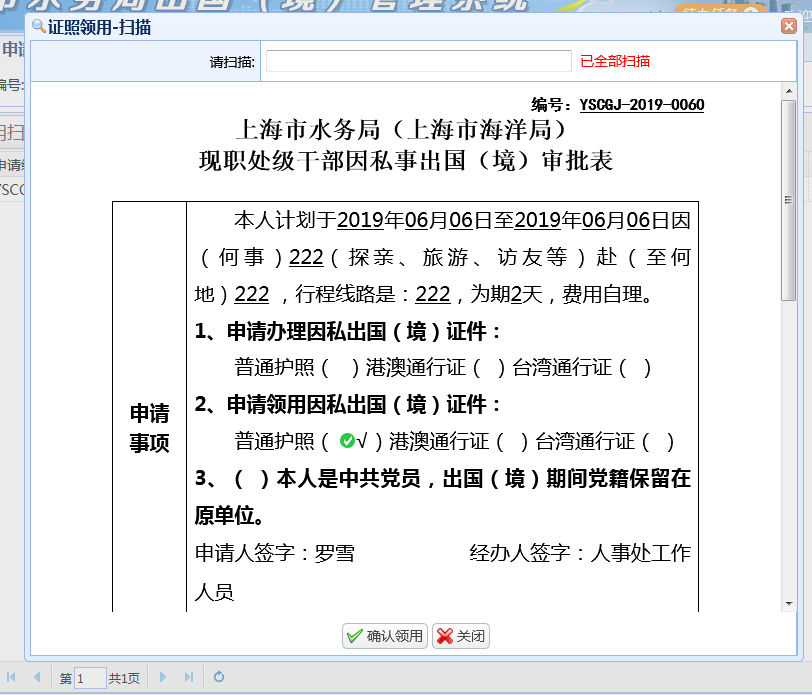 证照领用-扫描
请扫描:
已全部扫描
编号：YSCGJ-2019-0060
上海市水务局（上海市海洋局）
现职处级干部因私事出国（境）审批表
申请
事项
本人计划于2019年06月06日至2019年06月06日因
（何事）222（探亲、旅游、访友等）赴（至何
地）222 ，行程线路是：222，为期2天，费用自理。
1、申请办理因私出国（境）证件：
普通护照（ ）港澳通行证（ ）台湾通行证（ ）
2、申请领用因私出国（境）证件：
普通护照（ ✓√ ）港澳通行证（ ）台湾通行证（ ）
3、（ ）本人是中共党员，出国（境）期间党籍保留在
原单位。
申请人签字：罗雪 经办人签字：人事处工作
人员
确认领用 关闭
第 1 共1页